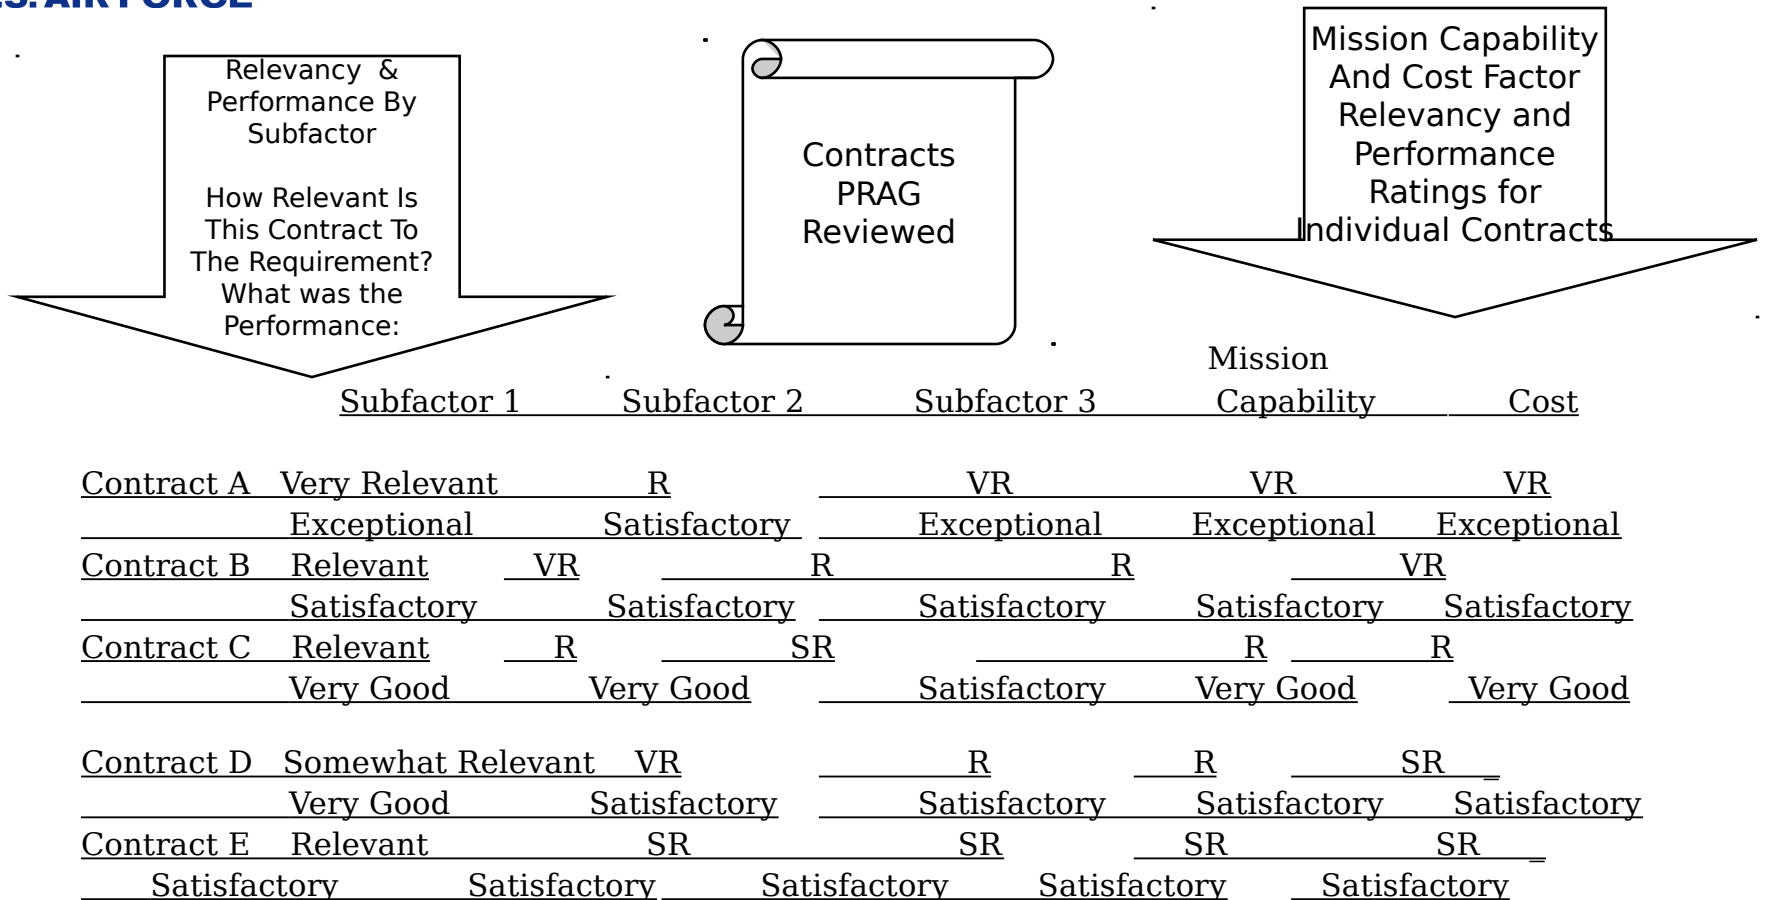 U.S. AIR FORCE
Relevancy &
Performance By
Subfactor
How Relevant Is
This Contract To
The Requirement?
What was the
Performance:
Contracts
PRAG
Reviewed
Mission Capability
And Cost Factor
Relevancy and
Performance
Ratings for
Individual Contracts
Mission
Subfactor 1 Subfactor 2 Subfactor 3 Capability Cost
Contract A Very Relevant R VR VR VR
Exceptional Satisfactory Exceptional Exceptional Exceptional
Contract B Relevant VR R R VR
Satisfactory Satisfactory Satisfactory Satisfactory Satisfactory
Contract C Relevant R SR R R
Very Good Very Good Satisfactory Very Good Very Good
Contract D Somewhat Relevant VR R R SR _
Very Good Satisfactory Satisfactory Satisfactory Satisfactory
Contract E Relevant SR SR SR SR _
Satisfactory Satisfactory Satisfactory Satisfactory Satisfactory